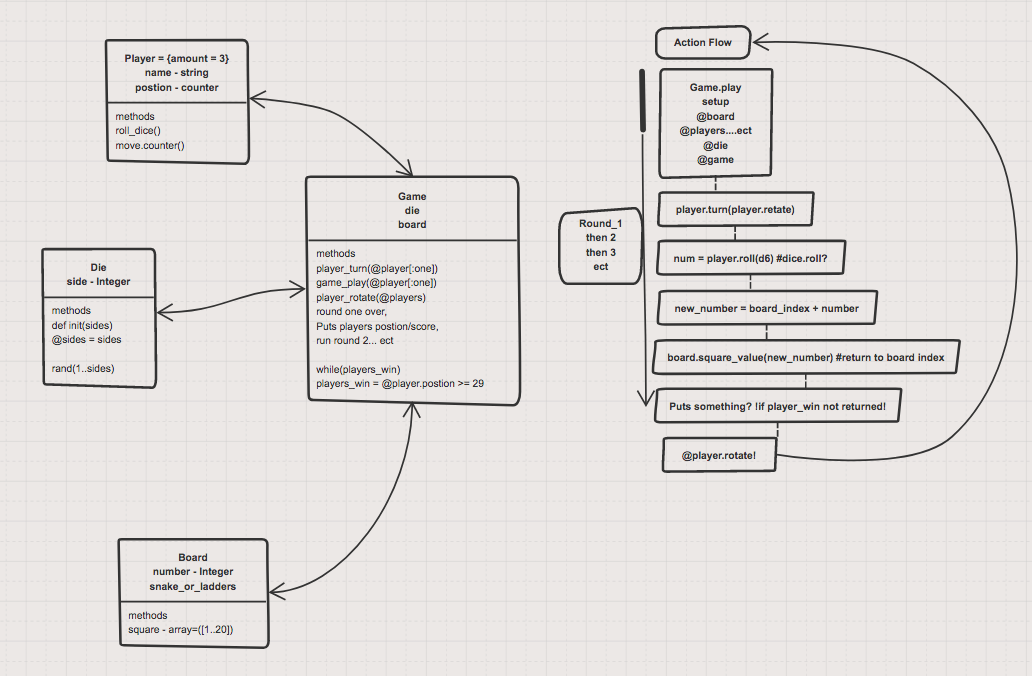 Player = {amount = 3}
name - string
postion - counter
methods
roll_dice()
move.counter()
Die
side - Integer
methods
def init(sides)
@sides = sides
rand(1..sides)
Game
die
board
methods
player_turn(@player[:one])
game_play(@player[:one])
player_rotate(@players)
round one over,
Puts players postion/score,
run round 2... ect
while(players_win)
players_win = @player.postion >= 29
Board
number - Integer
snake_or_ladders
methods
square - array=([1..20])
Action Flow
Game.play
setup
@board
@players....ect
@die
@game
Round_1
then 2
then 3
ect
player.turn(player.retate)
num = player.roll(d6) #dice.roll?
new_number = board_index + number
board.square_value(new_number) #return to board index
Puts something? !if player_win not returned!
@player.rotate!